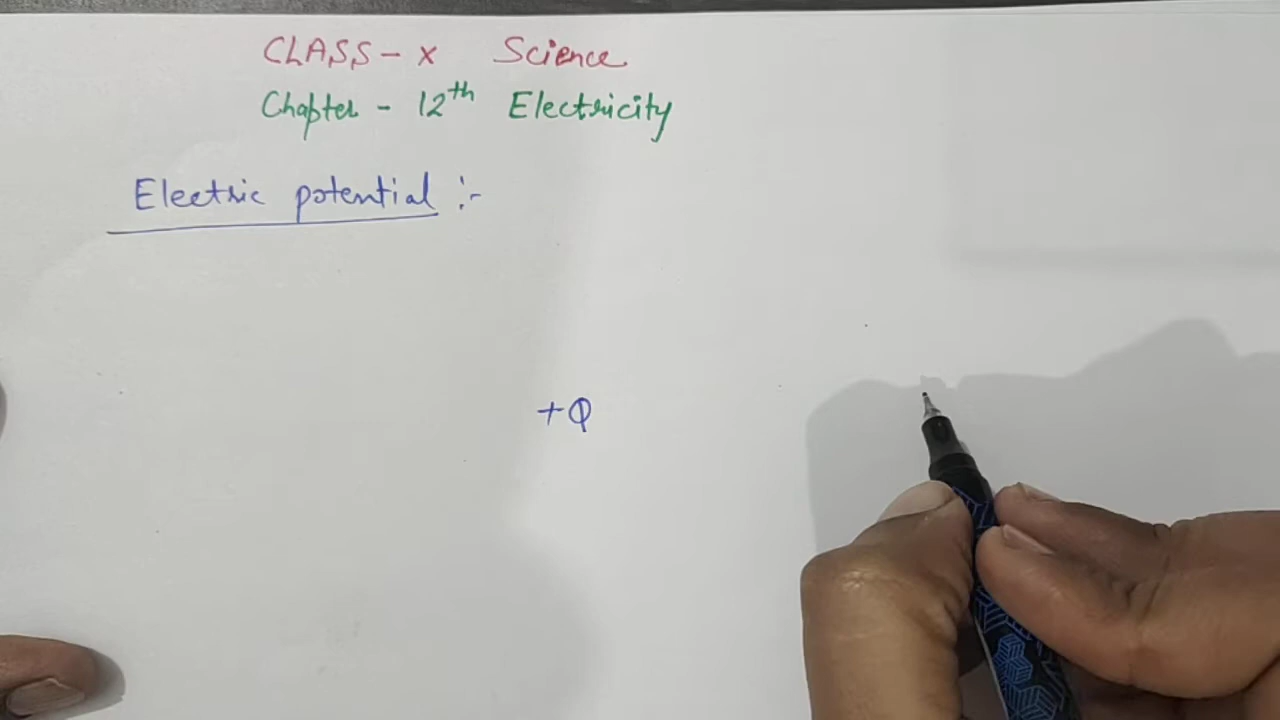 CLASS - X Science
Chapter - 12th Electricity
Electric potential :-
+Q